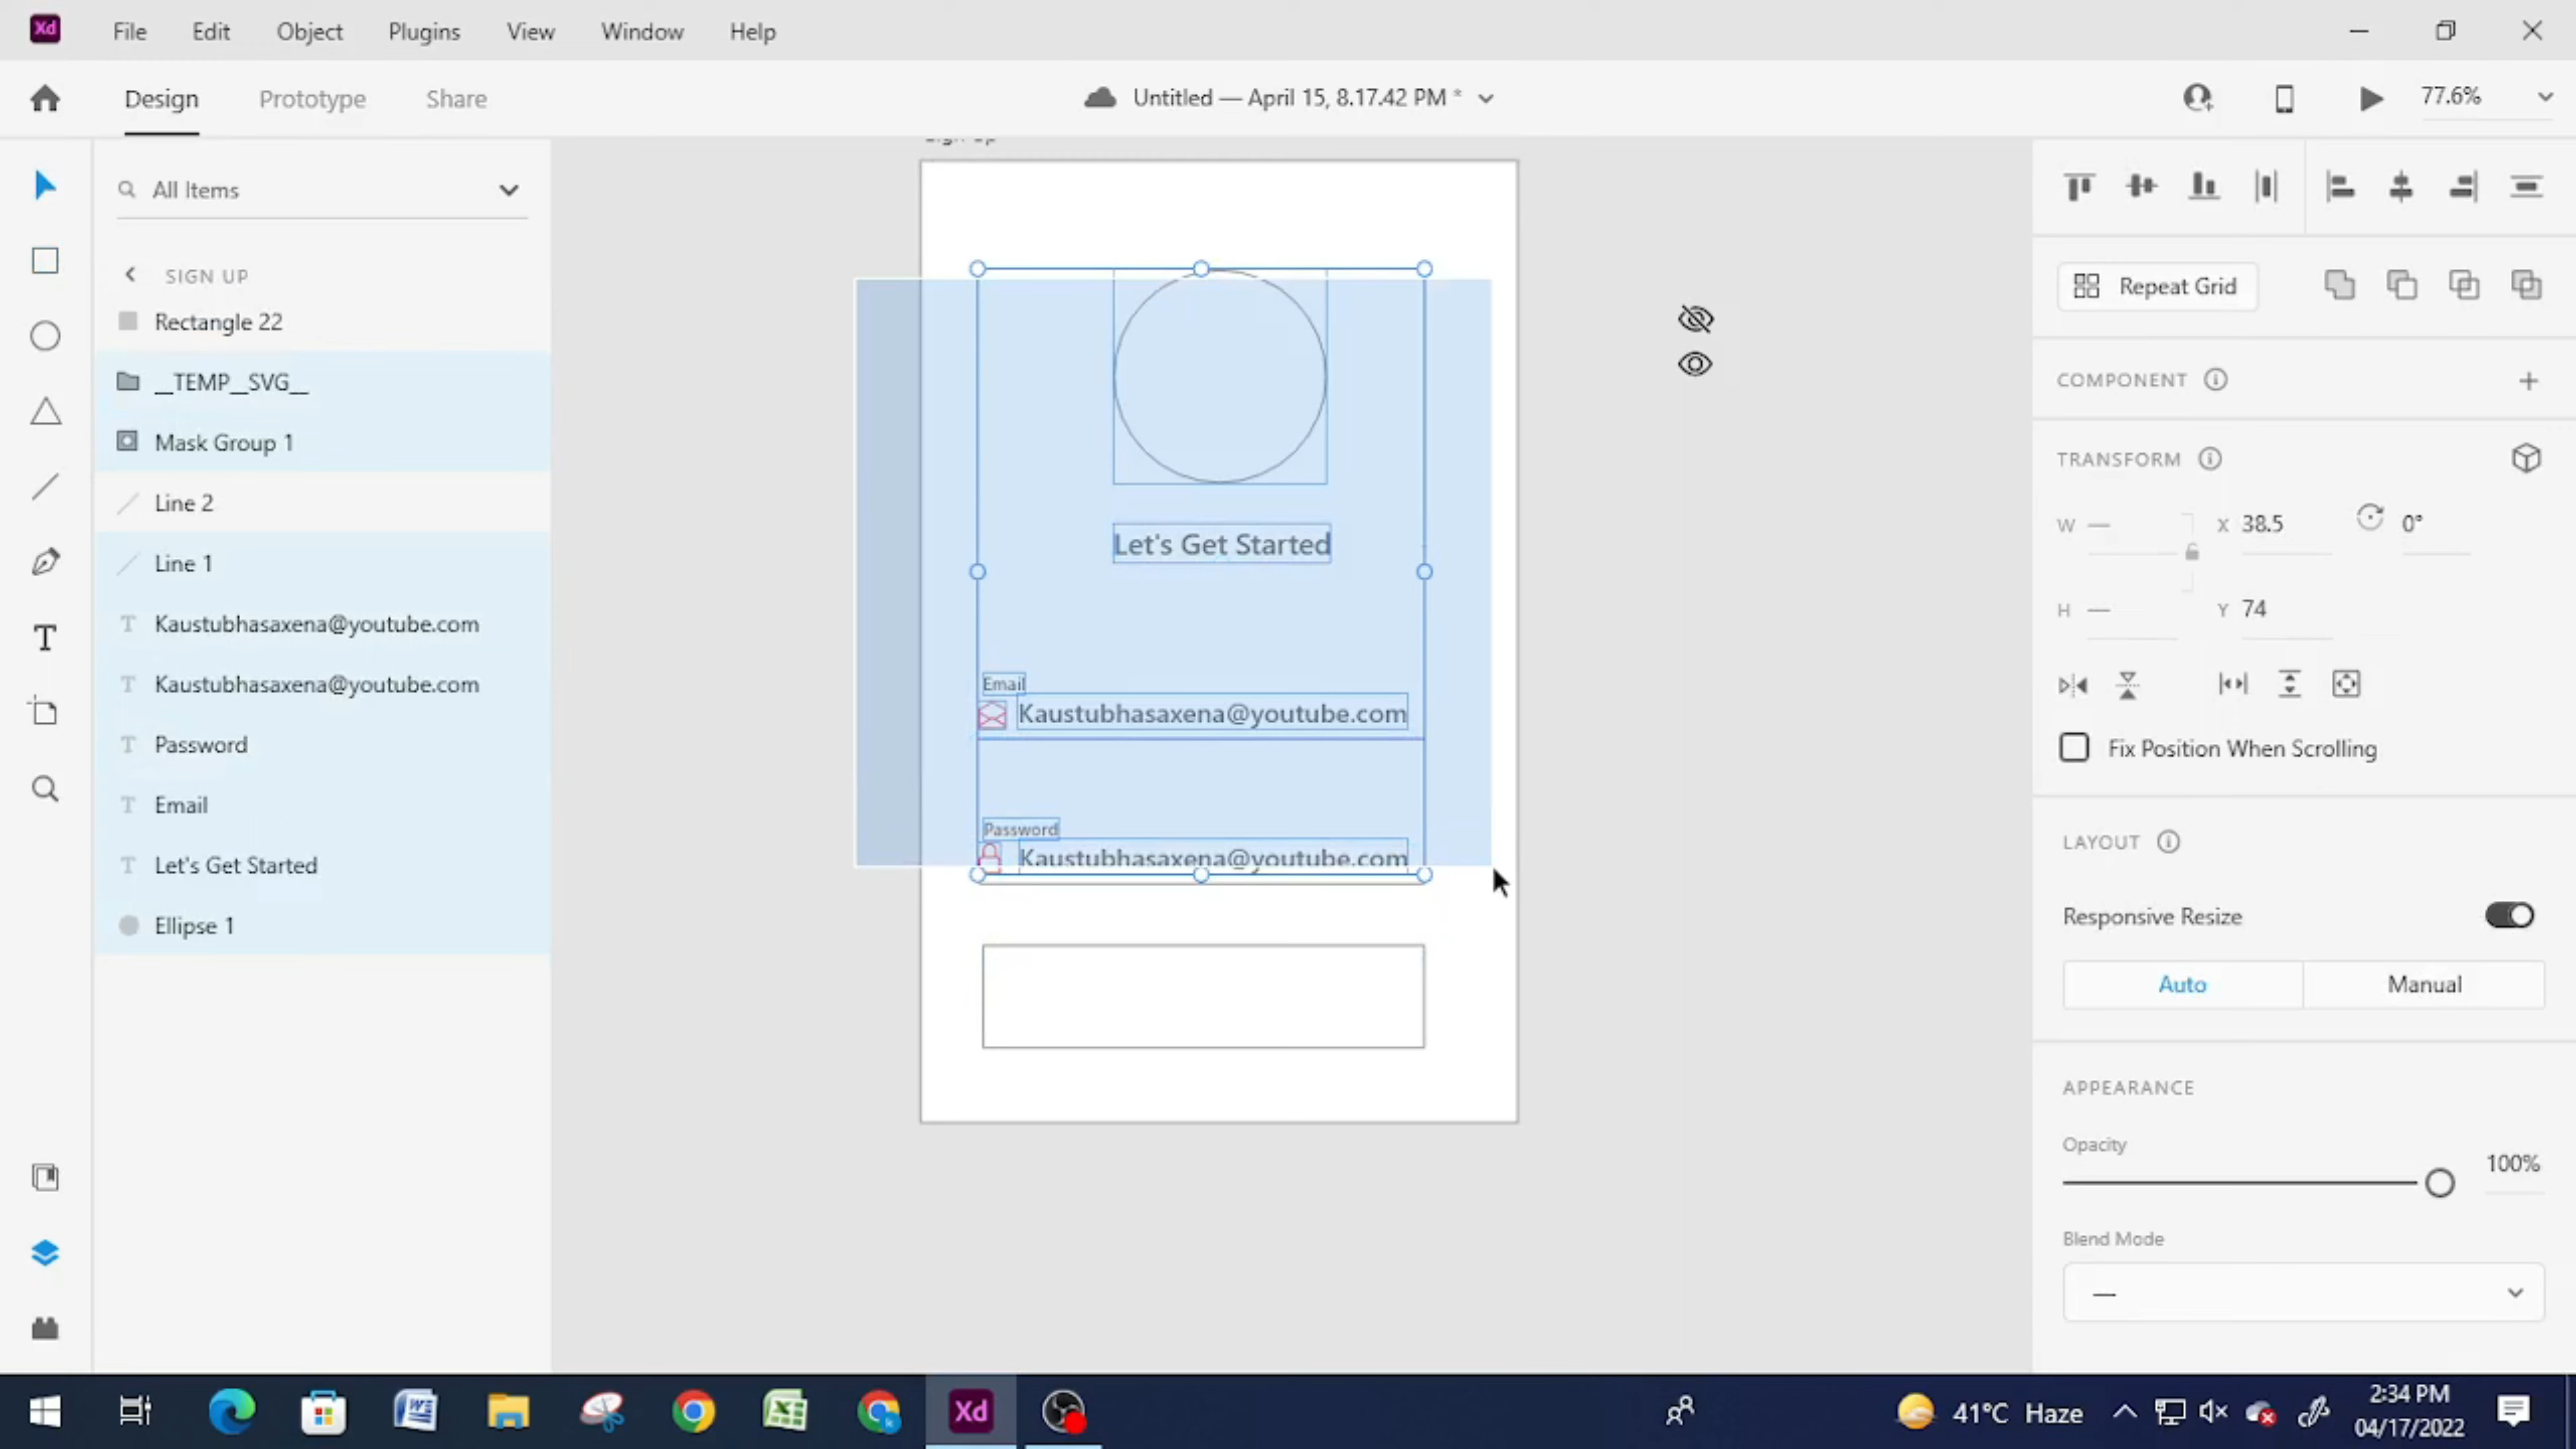 Xd File Edit Object Plugins View Window Help
Design Prototype Share
Untitled — April 15, 8.17.42 PM *
77.6%
All Items
SIGN UP
Rectangle 22
__TEMP__SVG__
Mask Group 1
Line 2
Line 1
Kaustubhasaxena@youtube.com
Kaustubhasaxena@youtube.com
Password
Email
Let's Get Started
Ellipse 1
Sign Up
Let's Get Started
Email
Kaustubhasaxena@youtube.com
Password
Kaustubhasaxena@youtube.com
Repeat Grid
COMPONENT
TRANSFORM
W — X 38.5 0°
H — Y 74
Fix Position When Scrolling
LAYOUT
Responsive Resize
Auto Manual
APPEARANCE
Opacity
100%
Blend Mode
—
Xd
41°C Haze
2:34 PM
04/17/2022